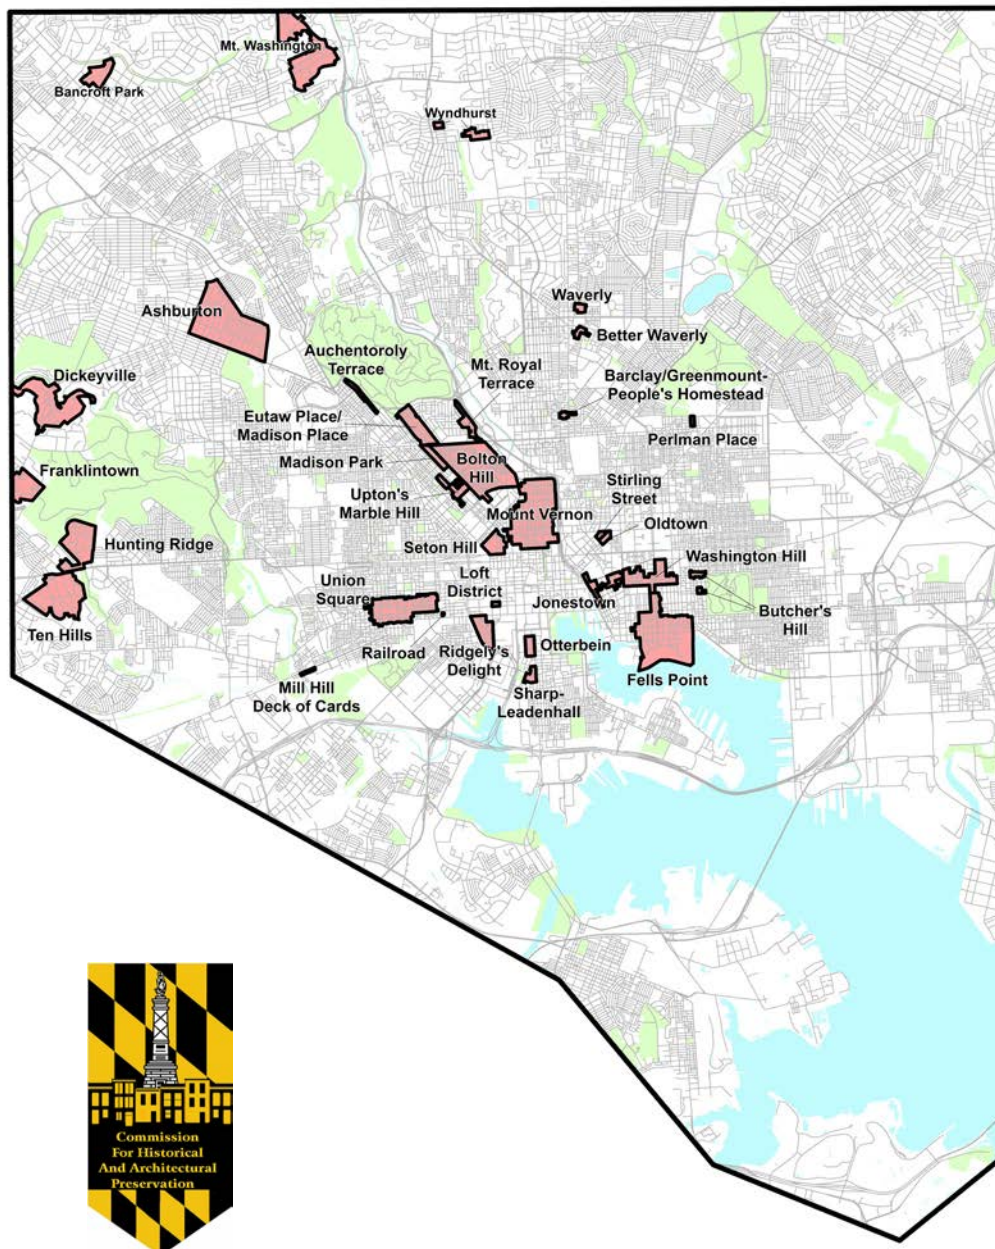 Mt. Washington
Bancroft Park
Wyndhurst
Ashburton
Waverly
Better Waverly
Auchentoroly
Terrace
Mt. Royal
Terrace
Dickeyville
Barclay/Greenmount-
People's Homestead
Eutaw Place/
Madison Place
Perlman Place
Madison Park
Bolton
Hill
Franklintown
Stirling
Street
Upton's
Marble Hill
Mount Vernon
Oldtown
Hunting Ridge
Seton Hill
Washington Hill
Union
Square
Loft
District
Jonestown
Butcher's
Hill
Ten Hills
Railroad
Ridgely's
Delight
Otterbein
Fells Point
Mill Hill
Deck of Cards
Sharp-
Leadenhall
Commission
For Historical
And Architectural
Preservation